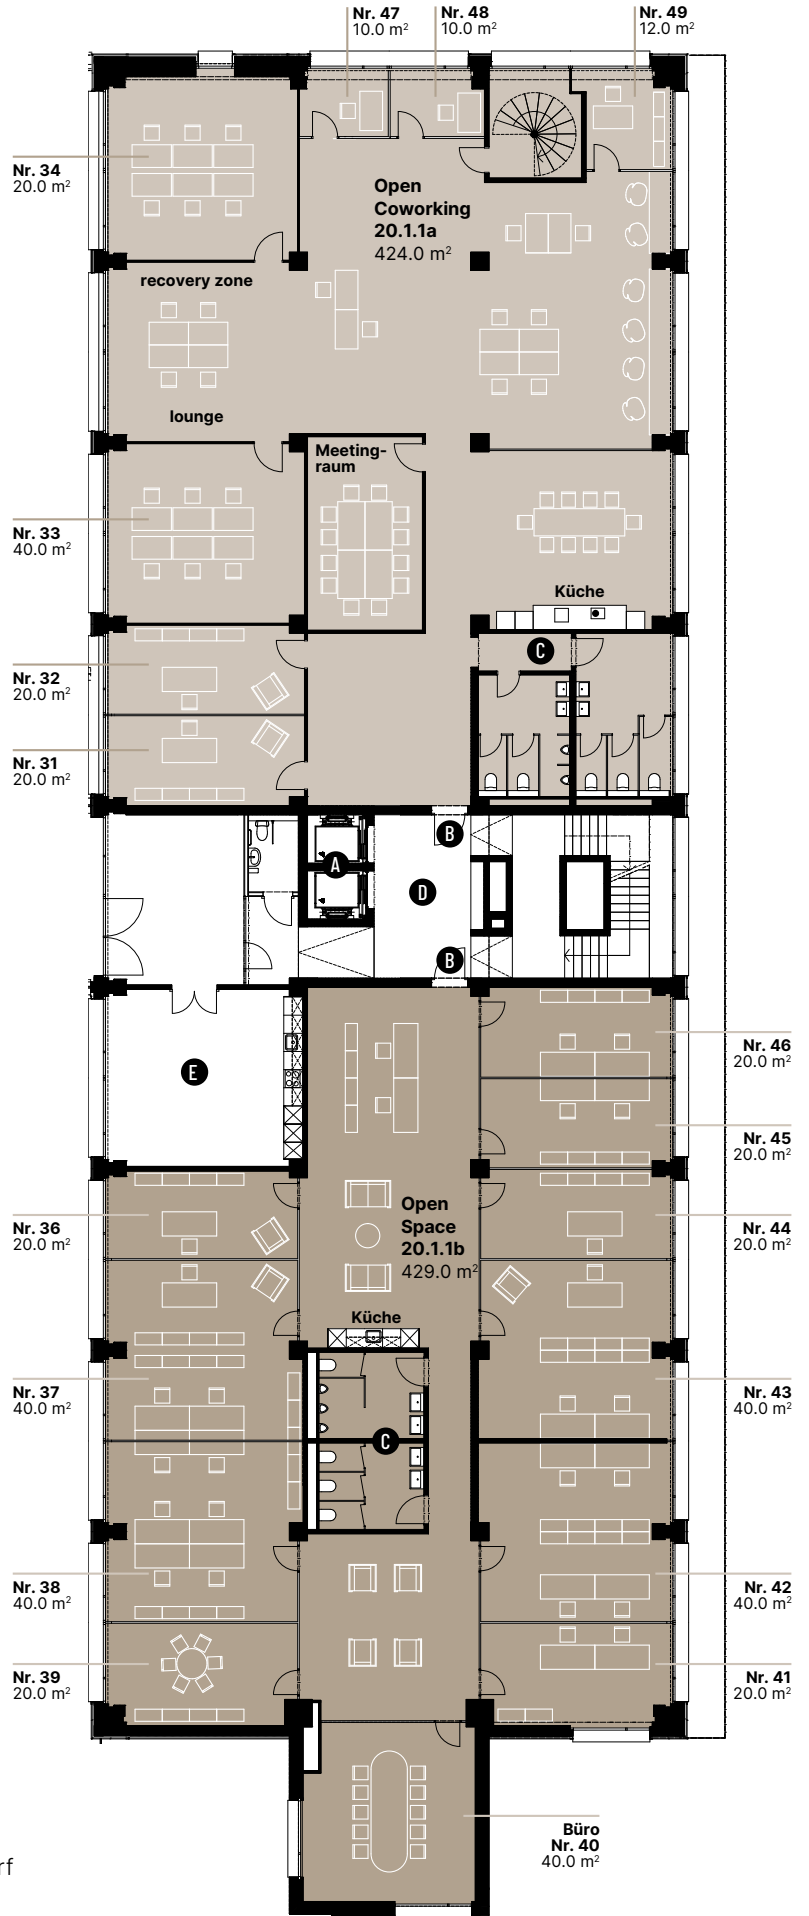 Nr. 47
10.0 m²
Nr. 48
10.0 m²
Nr. 49
12.0 m²
Nr. 34
20.0 m²
Open
Coworking
20.1.1a
424.0 m²
recovery zone
lounge
Meeting-
raum
Nr. 33
40.0 m²
Küche
C
Nr. 32
20.0 m²
Nr. 31
20.0 m²
B
A
D
B
E
Nr. 46
20.0 m²
Nr. 45
20.0 m²
Nr. 36
20.0 m²
Open
Space
20.1.1b
429.0 m²
Nr. 44
20.0 m²
Küche
Nr. 37
40.0 m²
Nr. 43
40.0 m²
C
Nr. 38
40.0 m²
Nr. 42
40.0 m²
Nr. 39
20.0 m²
Nr. 41
20.0 m²
Büro
Nr. 40
40.0 m²